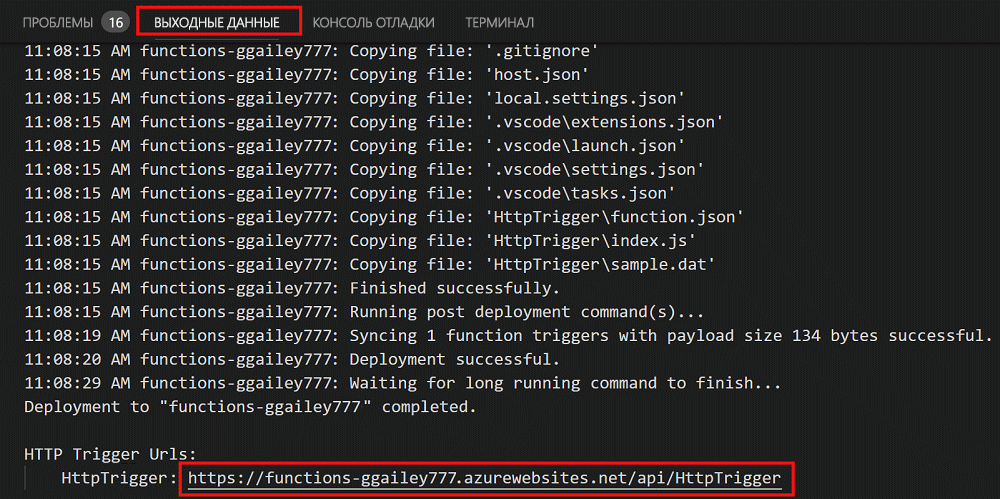 ПРОБЛЕМЫ 16 ВЫХОДНЫЕ ДАННЫЕ КОНСОЛЬ ОТЛАДКИ ТЕРМИНАЛ
11:08:15 AM functions-ggailey777: Copying file: '.gitignore'
11:08:15 AM functions-ggailey777: Copying file: 'host.json'
11:08:15 AM functions-ggailey777: Copying file: 'local.settings.json'
11:08:15 AM functions-ggailey777: Copying file: '.vscode\extensions.json'
11:08:15 AM functions-ggailey777: Copying file: '.vscode\launch.json'
11:08:15 AM functions-ggailey777: Copying file: '.vscode\settings.json'
11:08:15 AM functions-ggailey777: Copying file: '.vscode\tasks.json'
11:08:15 AM functions-ggailey777: Copying file: 'HttpTrigger\function.json'
11:08:15 AM functions-ggailey777: Copying file: 'HttpTrigger\index.js'
11:08:15 AM functions-ggailey777: Copying file: 'HttpTrigger\sample.dat'
11:08:15 AM functions-ggailey777: Finished successfully.
11:08:15 AM functions-ggailey777: Running post deployment command(s)...
11:08:19 AM functions-ggailey777: Syncing 1 function triggers with payload size 134 bytes successful.
11:08:20 AM functions-ggailey777: Deployment successful.
11:08:29 AM functions-ggailey777: Waiting for long running command to finish...
Deployment to "functions-ggailey777" completed.
HTTP Trigger Urls:
HttpTrigger: https://functions-ggailey777.azurewebsites.net/api/HttpTrigger